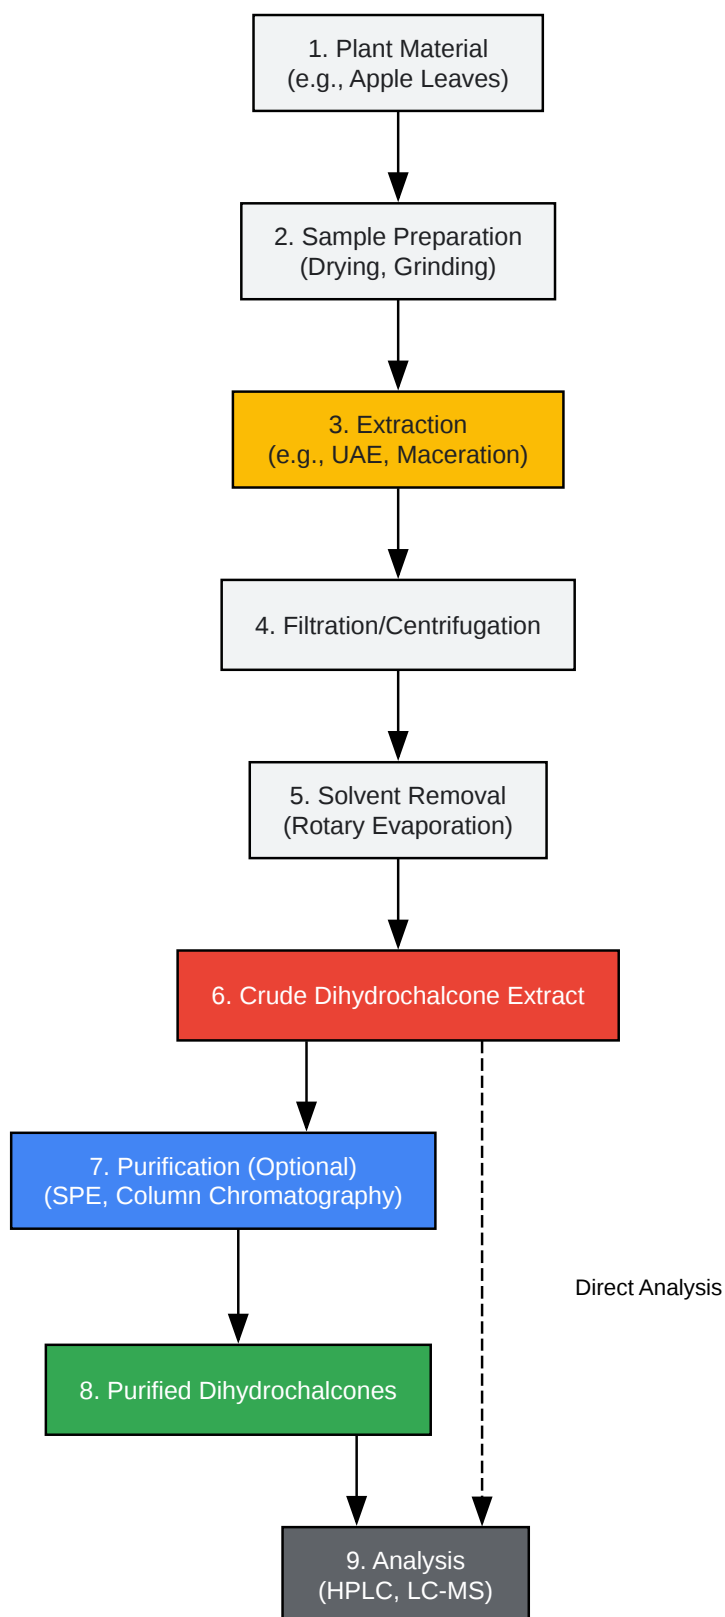 1. Plant Material
(e.g., Apple Leaves)
2. Sample Preparation
(Drying, Grinding)
3. Extraction
(e.g., UAE, Maceration)
4. Filtration/Centrifugation
5. Solvent Removal
(Rotary Evaporation)
6. Crude Dihydrochalcone Extract
7. Purification (Optional)
(SPE, Column Chromatography)
Direct Analysis
8. Purified Dihydrochalcones
9. Analysis
(HPLC, LC-MS)